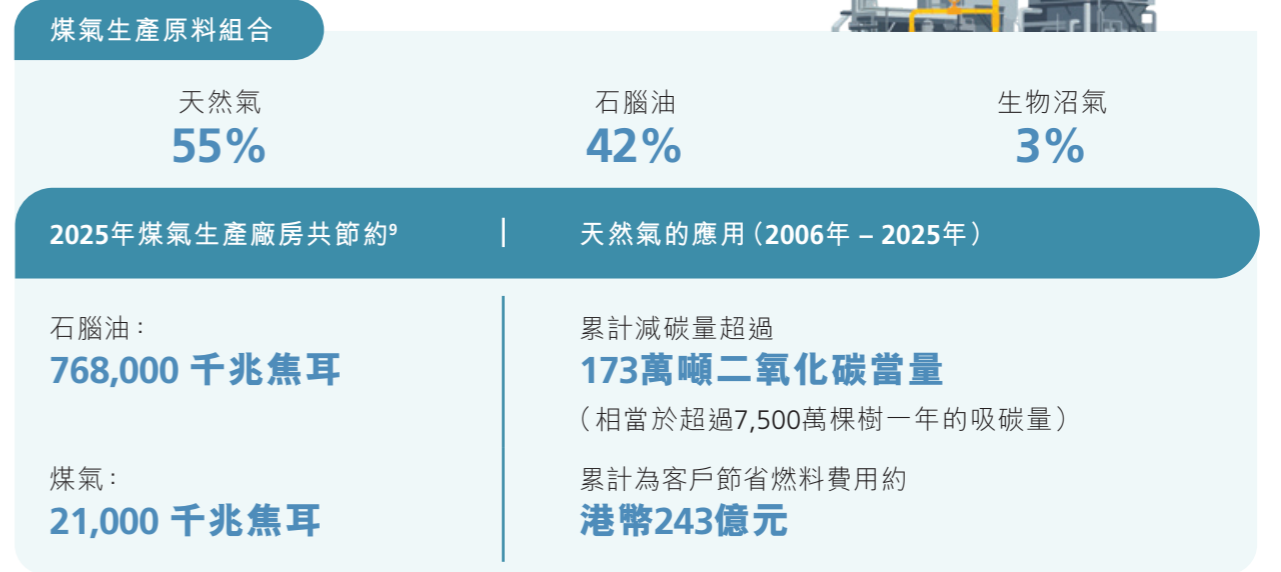 煤氣生產原料組合
天然氣
55%
石腦油
42%
生物沼氣
3%
2025年煤氣生產廠房共節約⁹
天然氣的應用（2006年 – 2025年）
石腦油：
768,000 千兆焦耳
煤氣：
21,000 千兆焦耳
累計減碳量超過
173萬噸二氧化碳當量
（相當於超過7,500萬棵樹一年的吸碳量）
累計為客戶節省燃料費用約
港幣243億元